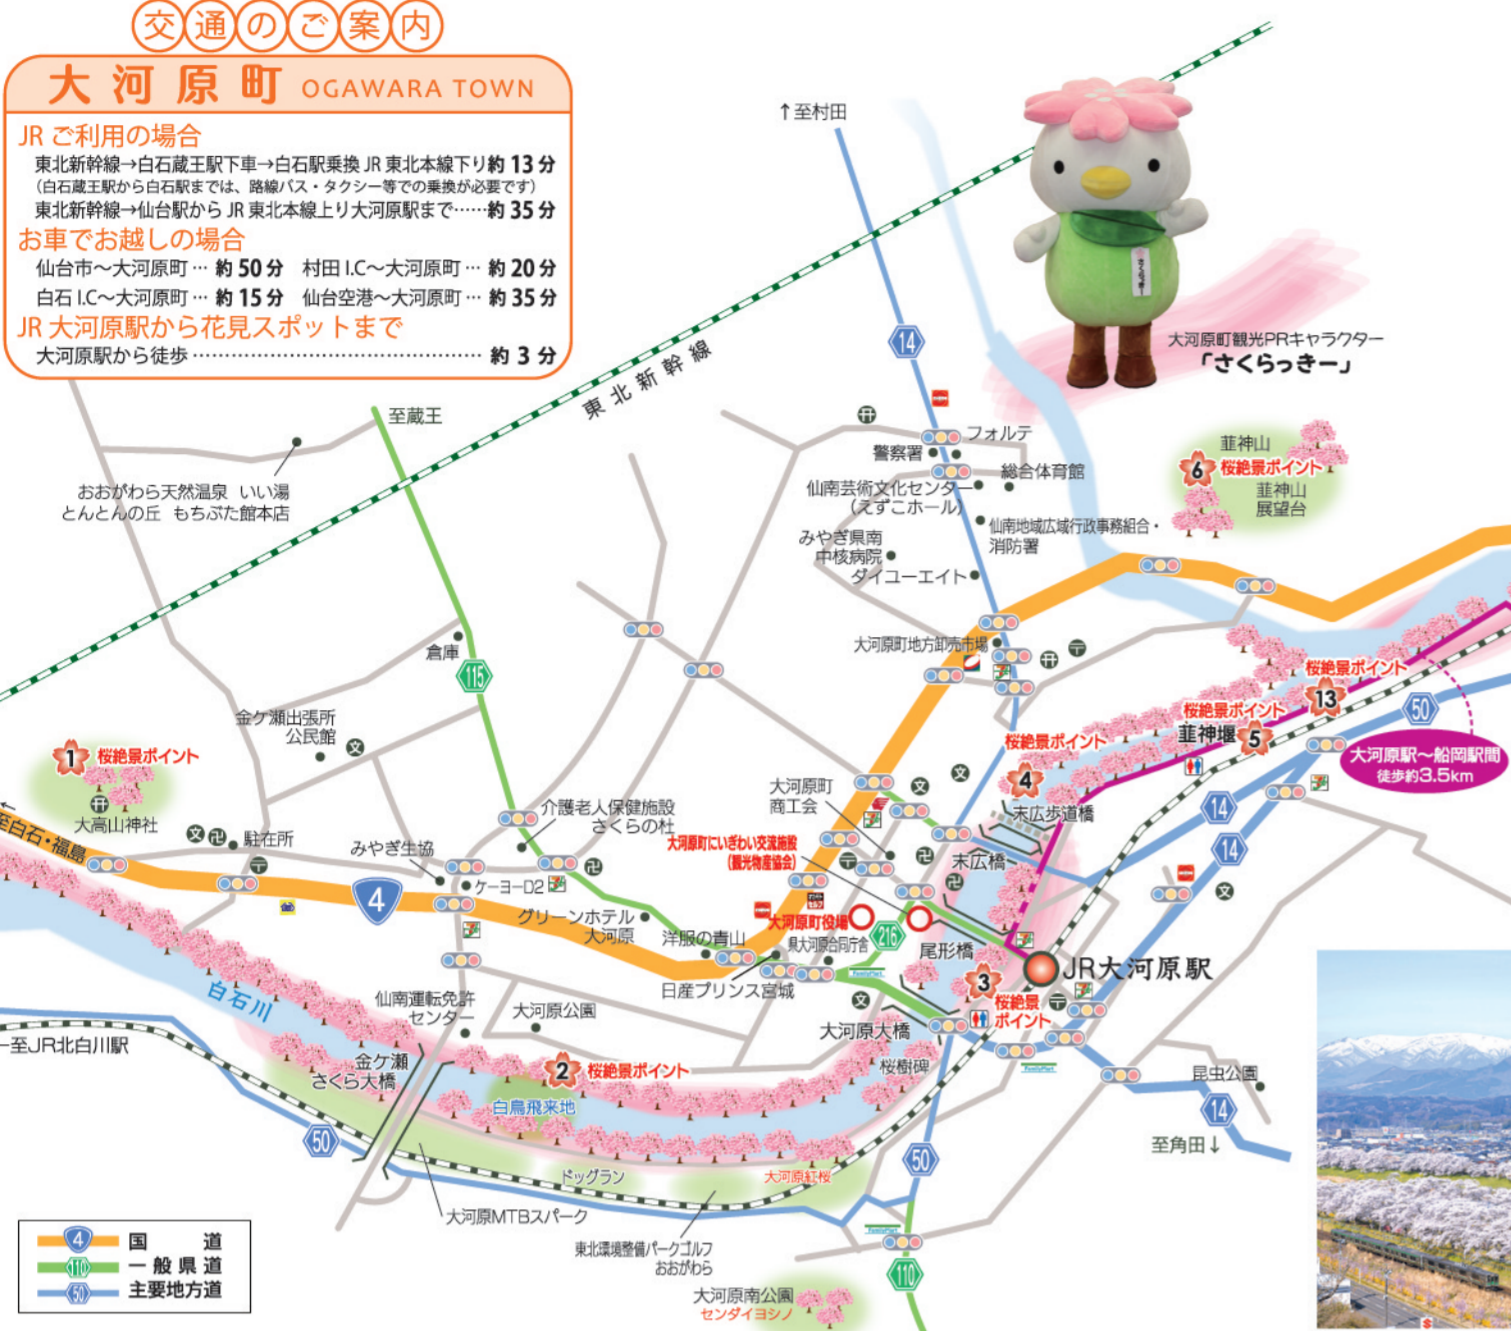 交通のご案内
大河原町 OGAWARA TOWN
JR ご利用の場合
東北新幹線→白石蔵王駅下車→白石駅乗換 JR 東北本線下り約 13 分
（白石蔵王駅から白石駅までは、路線バス・タクシー等での乗換が必要です）
東北新幹線→仙台駅から JR 東北本線上り大河原駅まで……約 35 分
お車でお越しの場合
仙台市〜大河原町 … 約 50 分 村田 I.C〜大河原町 … 約 20 分
白石 I.C〜大河原町 … 約 15 分 仙台空港〜大河原町 … 約 35 分
JR 大河原駅から花見スポットまで
大河原駅から徒歩 ……………………………… 約 3 分
↑至村田
さくらっきー
大河原町観光PRキャラクター
「さくらっきー」
14
東北新幹線
至蔵王
おおがわら天然温泉 いい湯
とんとんの丘 もちぶた館本店
フォルテ
警察署
総合体育館
仙南芸術文化センター
（えずこホール）
仙南地域広域行政事務組合・
消防署
みやぎ県南
中核病院
ダイユーエイト
韮神山
6 桜絶景ポイント
韮神山
展望台
大河原町地方卸売市場
倉庫
115
金ケ瀬出張所
公民館
文
1 桜絶景ポイント
大高山神社
←
至白石・福島
文
駐在所
みやぎ生協
ケーヨーD2
介護老人保健施設
さくらの杜
4
グリーンホテル
大河原
洋服の青山
日産プリンス宮城
大河原町
商工会
大河原町にぎわい交流施設
（観光物産協会）
大河原町役場
県大河原合同庁舎
216
FamilyMart
文
文
文
桜絶景ポイント
13
桜絶景ポイント
韮神堰 5
桜絶景ポイント
4
末広歩道橋
末広橋
尾形橋
50
大河原駅〜船岡駅間
徒歩約3.5km
14
14
文
JR大河原駅
3
桜絶景
ポイント
大河原大橋
桜樹碑
FamilyMart
昆虫公園
14
至角田↓
白石川
仙南運転免許
センター
大河原公園
金ケ瀬
さくら大橋
2 桜絶景ポイント
白鳥飛来地
至JR北白川駅
50
ドッグラン
大河原紅桜
50
大河原MTBスパーク
東北環境整備パークゴルフ
おおがわら
FamilyMart
110
大河原南公園
センダイヨシノ
4 国道
110 一般県道
50 主要地方道